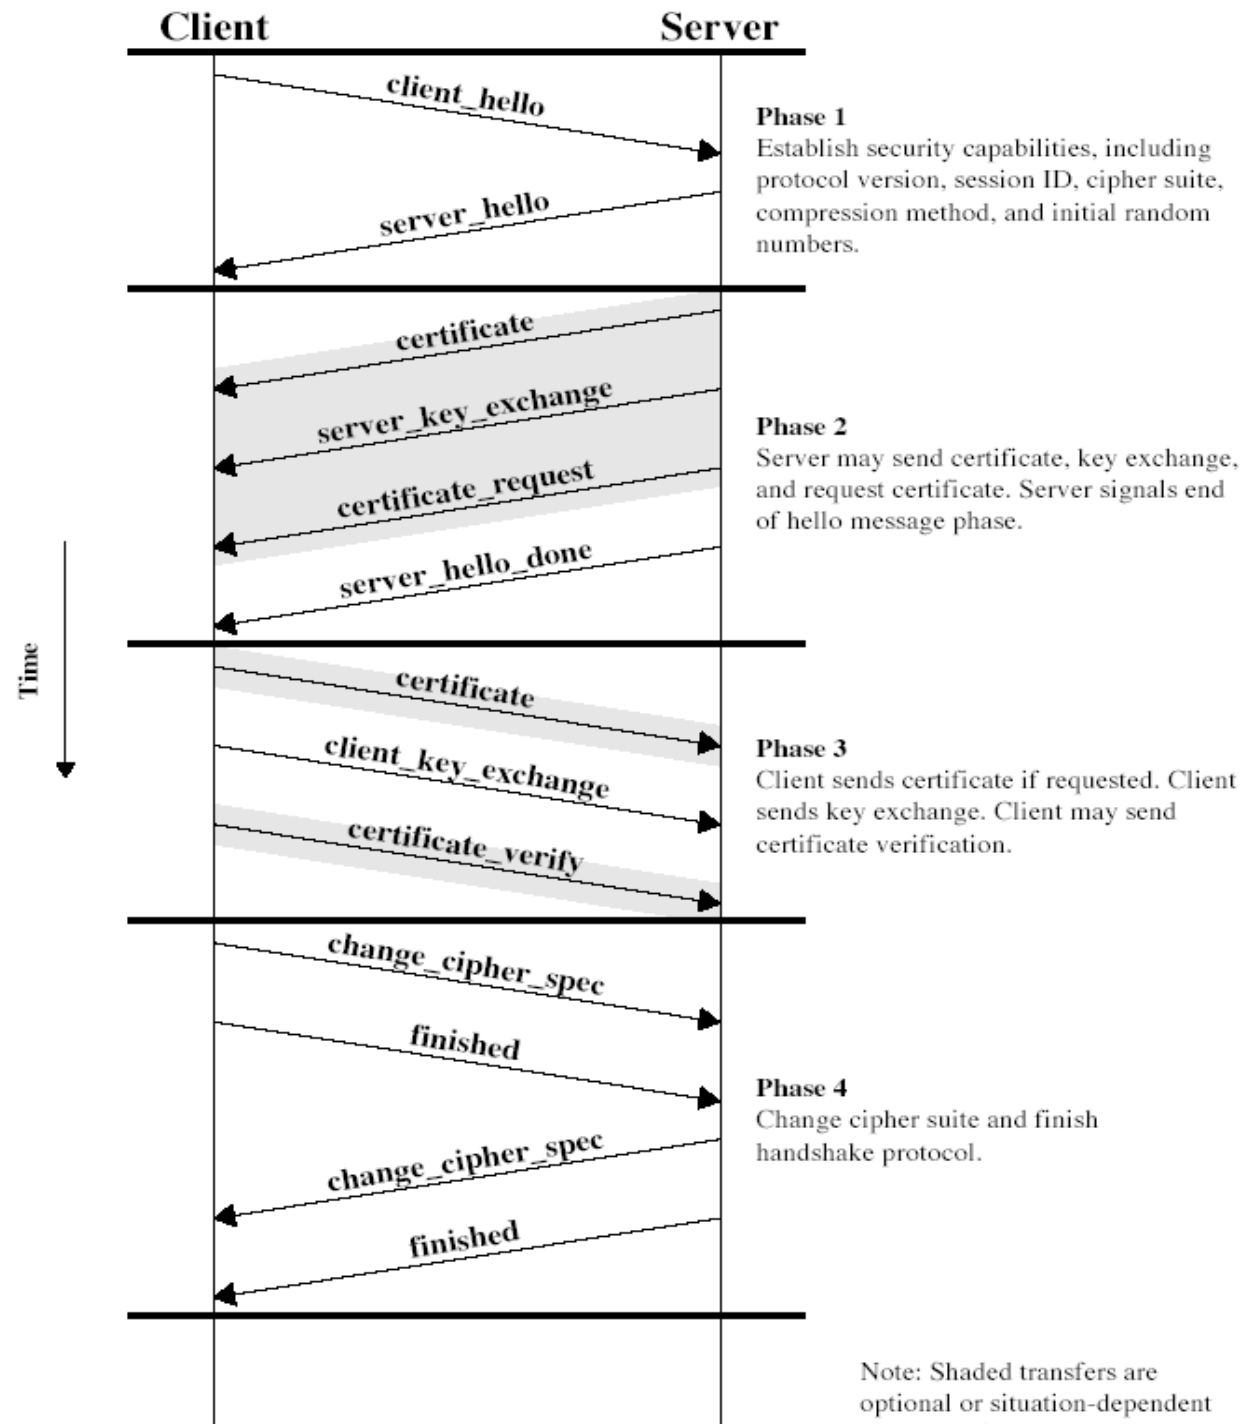 Client
Server
client_hello
server_hello
Phase 1
Establish security capabilities, including
protocol version, session ID, cipher suite,
compression method, and initial random
numbers.
certificate
server_key_exchange
certificate_request
server_hello_done
Phase 2
Server may send certificate, key exchange,
and request certificate. Server signals end
of hello message phase.
Time
certificate
client_key_exchange
certificate_verify
Phase 3
Client sends certificate if requested. Client
sends key exchange. Client may send
certificate verification.
change_cipher_spec
finished
change_cipher_spec
finished
Phase 4
Change cipher suite and finish
handshake protocol.
Note: Shaded transfers are
optional or situation-dependent